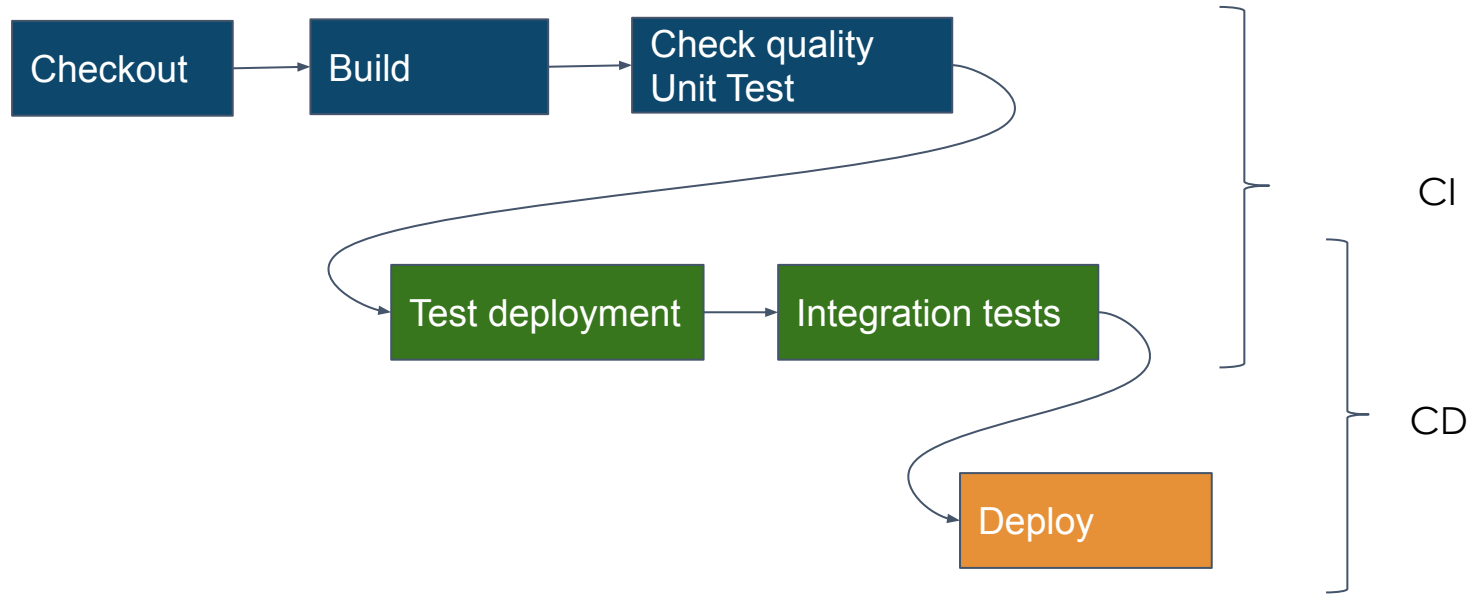 Checkout
Build
Check quality
Unit Test
CI
Test deployment
Integration tests
CD
Deploy